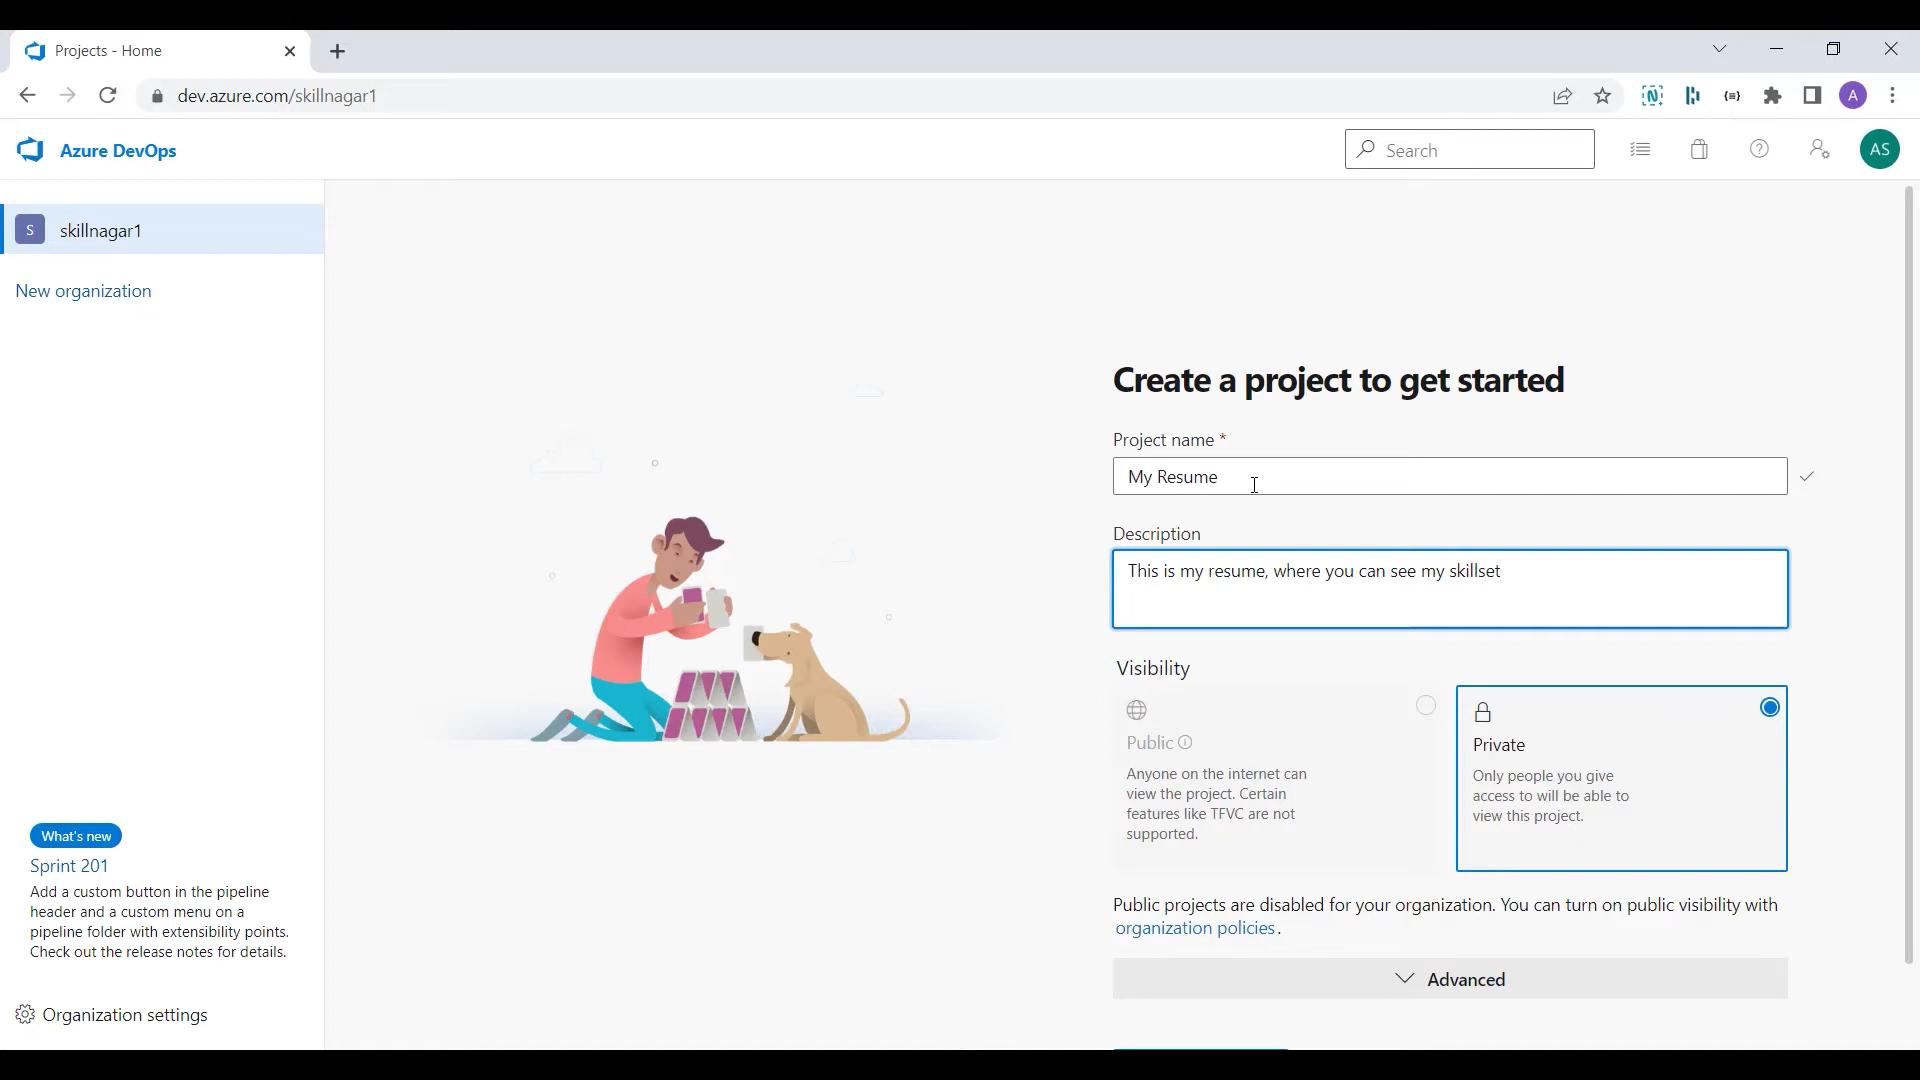 Projects - Home
dev.azure.com/skillnagar1
A
Azure DevOps
Search
AS
S
skillnagar1
New organization
Create a project to get started
Project name *
My Resume
Description
This is my resume, where you can see my skillset
Visibility
Public
Anyone on the internet can
view the project. Certain
features like TFVC are not
supported.
Private
Only people you give
access to will be able to
view this project.
Public projects are disabled for your organization. You can turn on public visibility with
organization policies.
Advanced
What's new
Sprint 201
Add a custom button in the pipeline
header and a custom menu on a
pipeline folder with extensibility points.
Check out the release notes for details.
Organization settings